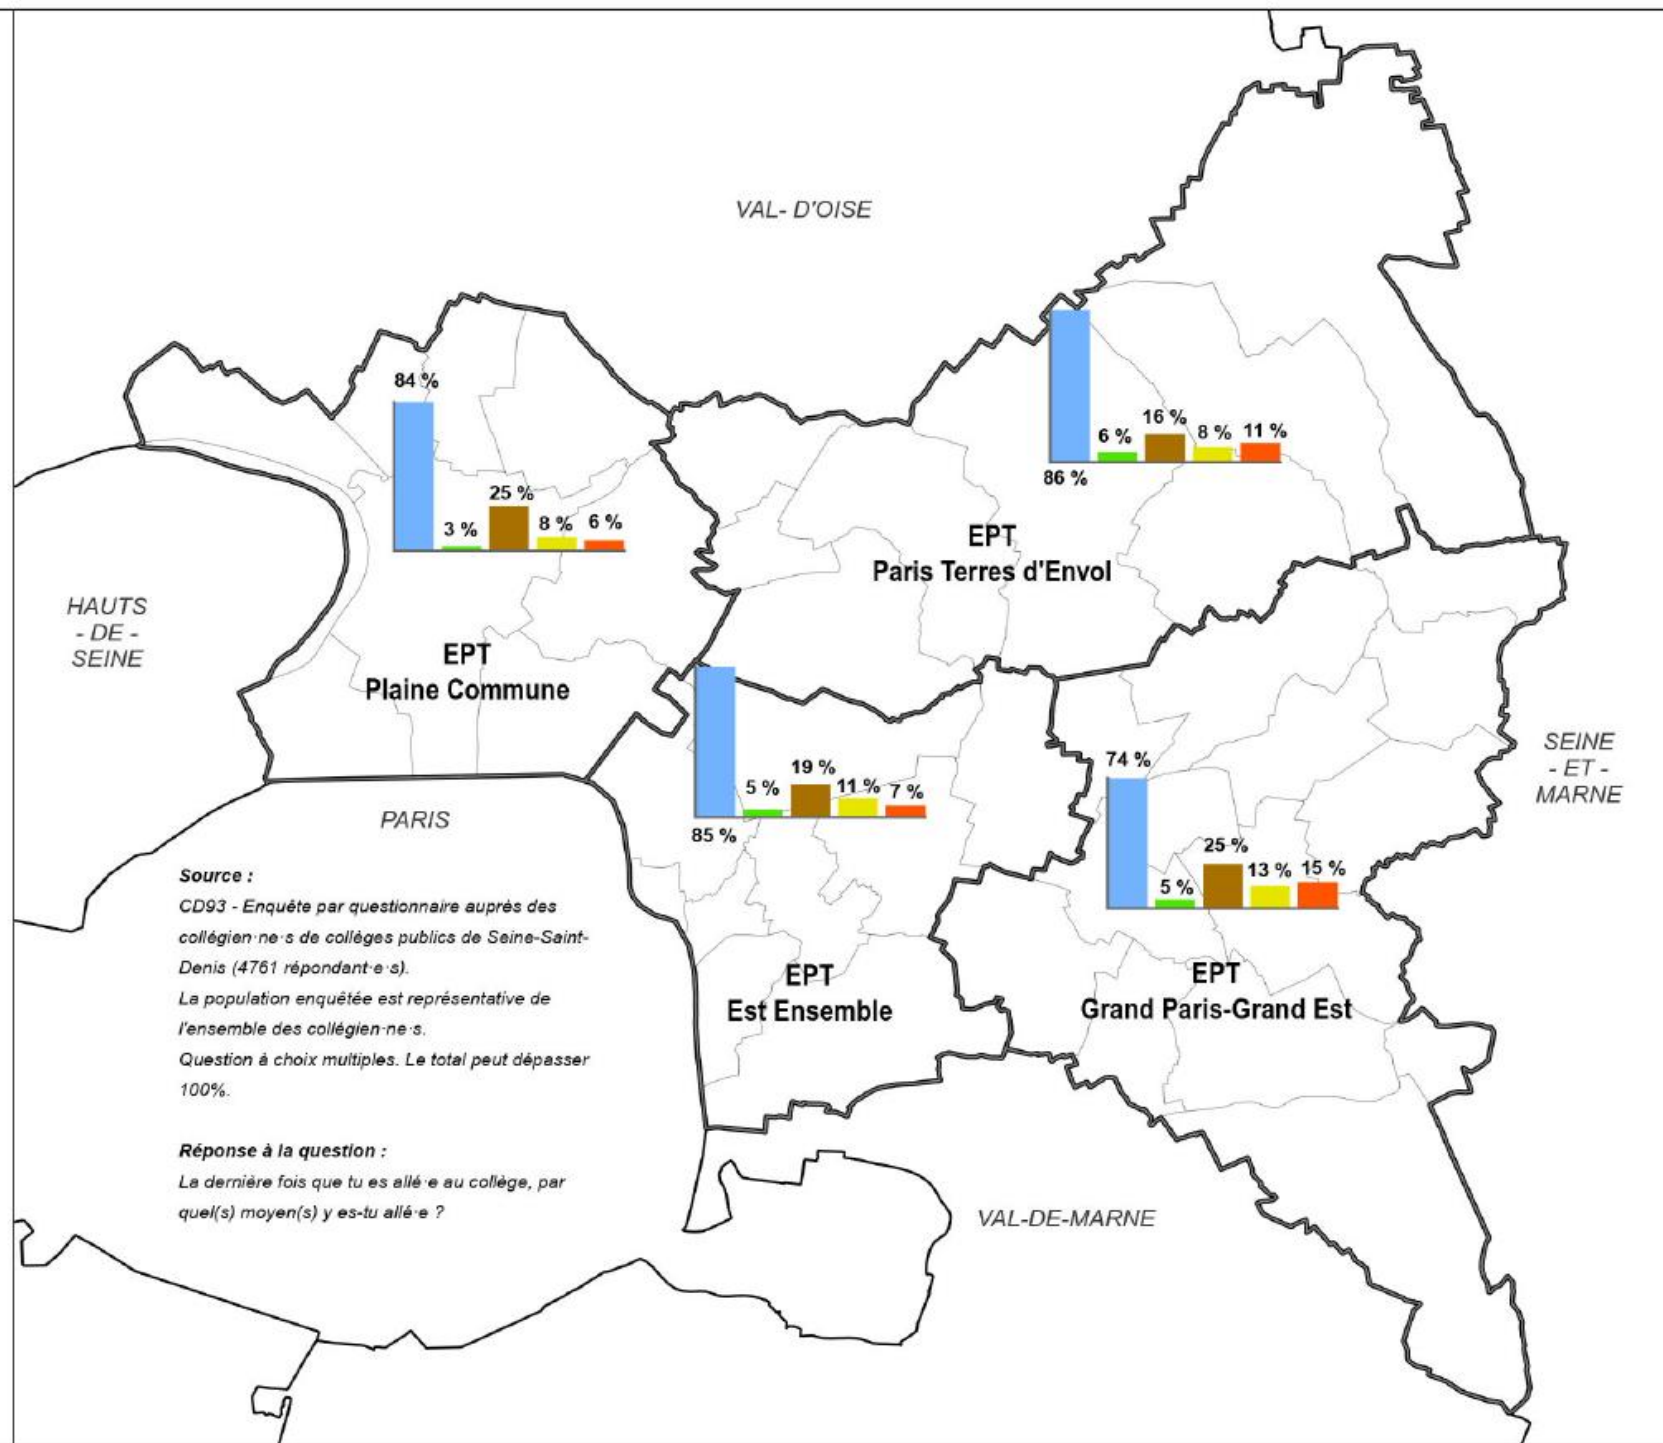 VAL- D'OISE
84 %
3 %
25 %
8 %
6 %
6 %
16 %
8 %
11 %
86 %
EPT
Paris Terres d'Envol
HAUTS
- DE -
SEINE
EPT
Plaine Commune
5 %
19 %
11 %
7 %
85 %
74 %
5 %
25 %
13 %
15 %
SEINE
- ET -
MARNE
PARIS
Source :
CD93 - Enquête par questionnaire auprès des
collégien·ne·s de collèges publics de Seine-Saint-
Denis (4761 répondant·e·s).
La population enquêtée est représentative de
l'ensemble des collégien·ne·s.
Question à choix multiples. Le total peut dépasser
100%.
EPT
Est Ensemble
EPT
Grand Paris-Grand Est
Réponse à la question :
La dernière fois que tu es allé·e au collège, par
quel(s) moyen(s) y es-tu allé·e ?
VAL-DE-MARNE